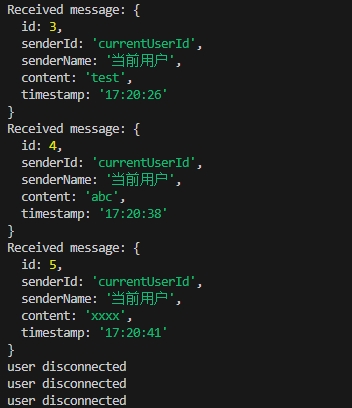 Received message: {
  id: 3,
  senderId: 'currentUserId',
  senderName: '当前用户',
  content: 'test',
  timestamp: '17:20:26'
}
Received message: {
  id: 4,
  senderId: 'currentUserId',
  senderName: '当前用户',
  content: 'abc',
  timestamp: '17:20:38'
}
Received message: {
  id: 5,
  senderId: 'currentUserId',
  senderName: '当前用户',
  content: 'xxxx',
  timestamp: '17:20:41'
}
user disconnected
user disconnected
user disconnected